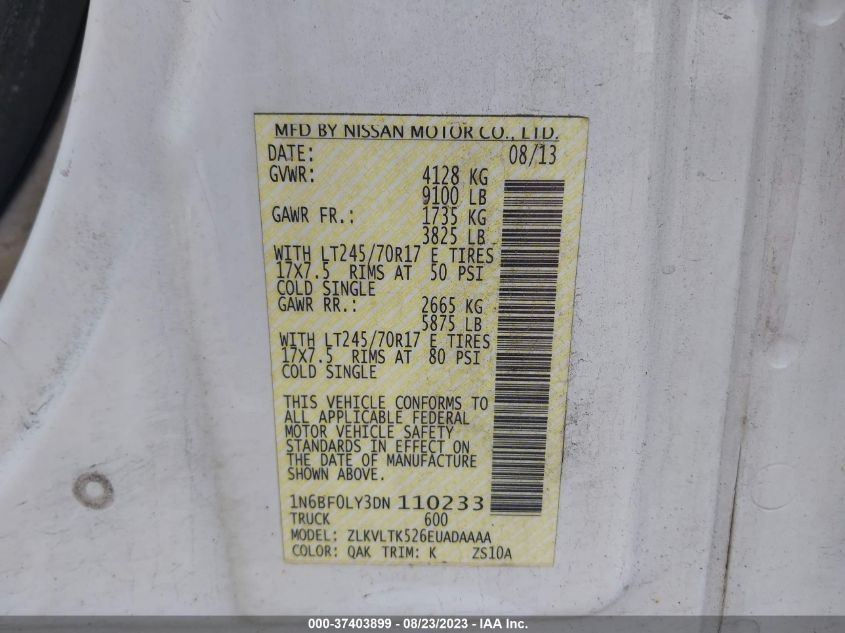 MFD BY NISSAN MOTOR CO., LTD.
DATE: 08/13
GVWR: 4128 KG
9100 LB
GAWR FR.: 1735 KG
3825 LB
WITH LT245/70R17 E TIRES
17X7.5 RIMS AT 50 PSI
COLD SINGLE
GAWR RR.: 2665 KG
5875 LB
WITH LT245/70R17 E TIRES
17X7.5 RIMS AT 80 PSI
COLD SINGLE
THIS VEHICLE CONFORMS TO
ALL APPLICABLE FEDERAL
MOTOR VEHICLE SAFETY
STANDARDS IN EFFECT ON
THE DATE OF MANUFACTURE
SHOWN ABOVE.
1N6BF0LY3DN 110233
TRUCK 600
MODEL: ZLKVLTK526EUADAAAA
COLOR: QAK TRIM: K ZS10A
000-37403899 - 08/23/2023 - IAA Inc.